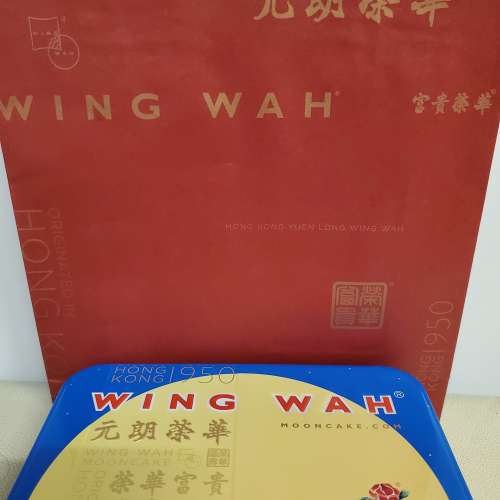 元朗榮華
WING WAH®
富貴榮華®
ORIGINATED IN
HONG KO
HONG KONG YUEN LONG WING WAH
富貴榮華
HONG KONG 1950
HONG KONG 1950
WING WAH®
MOONCAKE.COM
元朗榮華
WING WAH
MOONCAKE
榮華富貴